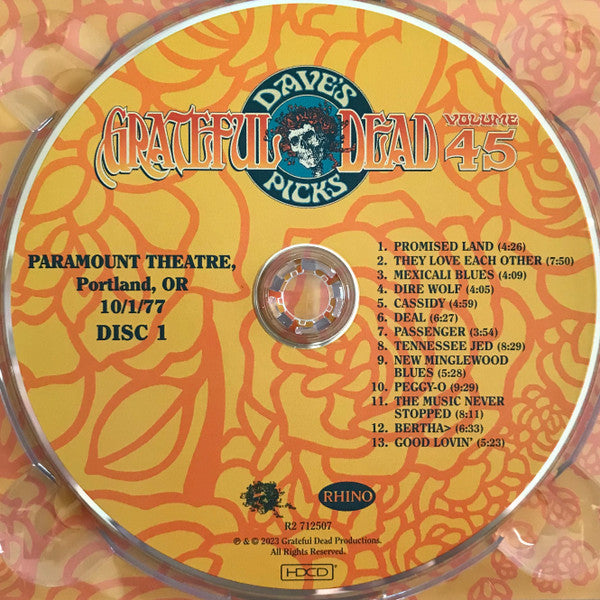 DAVE'S
GRATEFUL DEAD
PICKS
VOLUME
45
PARAMOUNT THEATRE,
Portland, OR
10/1/77
DISC 1
1. PROMISED LAND (4:26)
2. THEY LOVE EACH OTHER (7:50)
3. MEXICALI BLUES (4:09)
4. DIRE WOLF (4:05)
5. CASSIDY (4:59)
6. DEAL (6:27)
7. PASSENGER (3:54)
8. TENNESSEE JED (8:29)
9. NEW MINGLEWOOD
BLUES (5:28)
10. PEGGY-O (9:29)
11. THE MUSIC NEVER
STOPPED (8:11)
12. BERTHA> (6:33)
13. GOOD LOVIN' (5:23)
RHINO
R2 712507
℗ & © 2023 Grateful Dead Productions.
All Rights Reserved.
HDCD